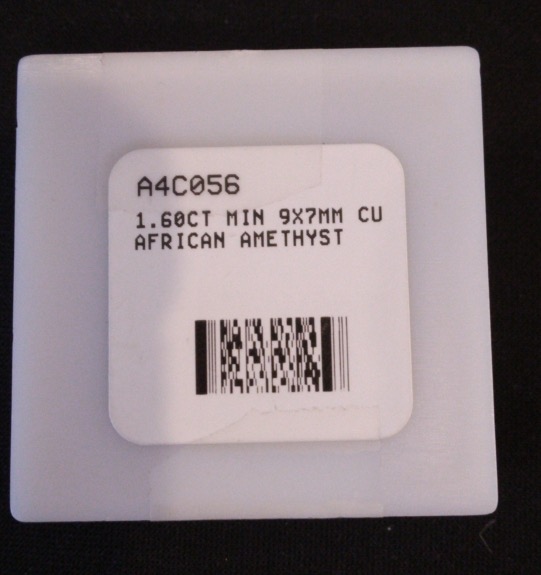 A4C056
1.60CT MIN 9X7MM CU
AFRICAN AMETHYST